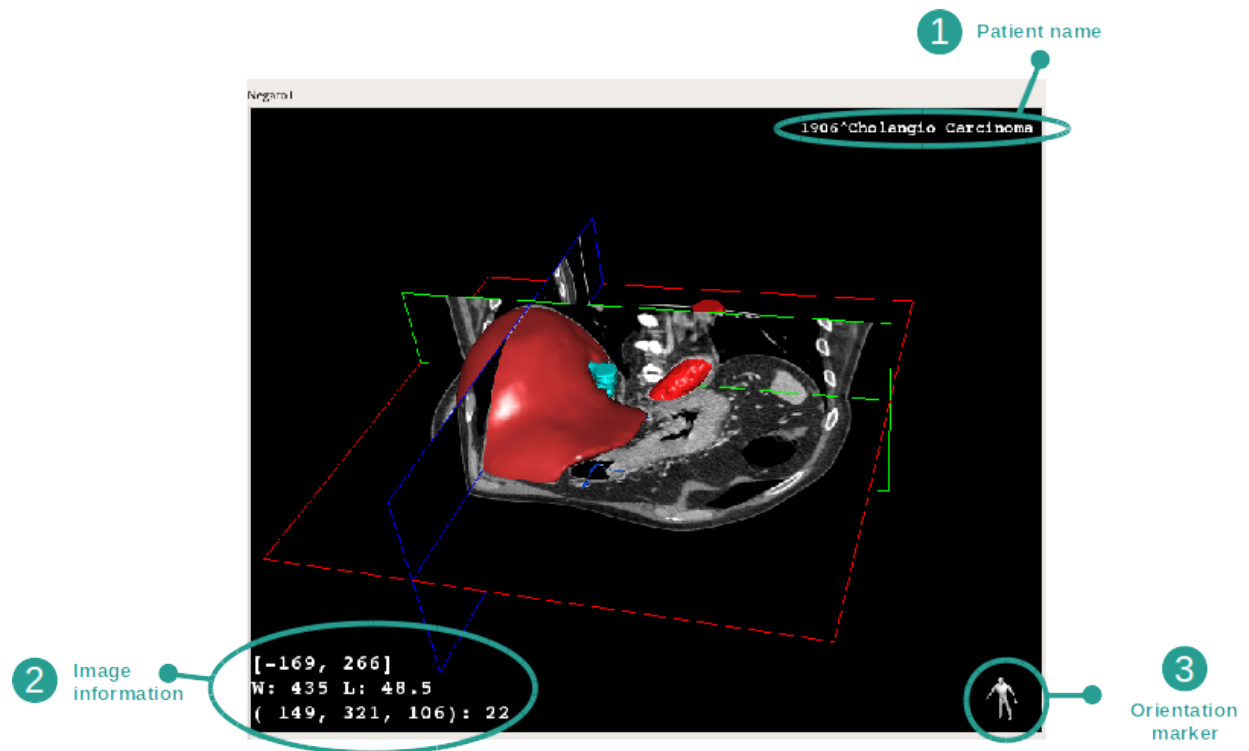 1 Patient name
Negato1
1906^Cholangio Carcinoma
[-169, 266]
W: 435 L: 48.5
( 149, 321, 106): 22
2 Image
information
3
Orientation
marker